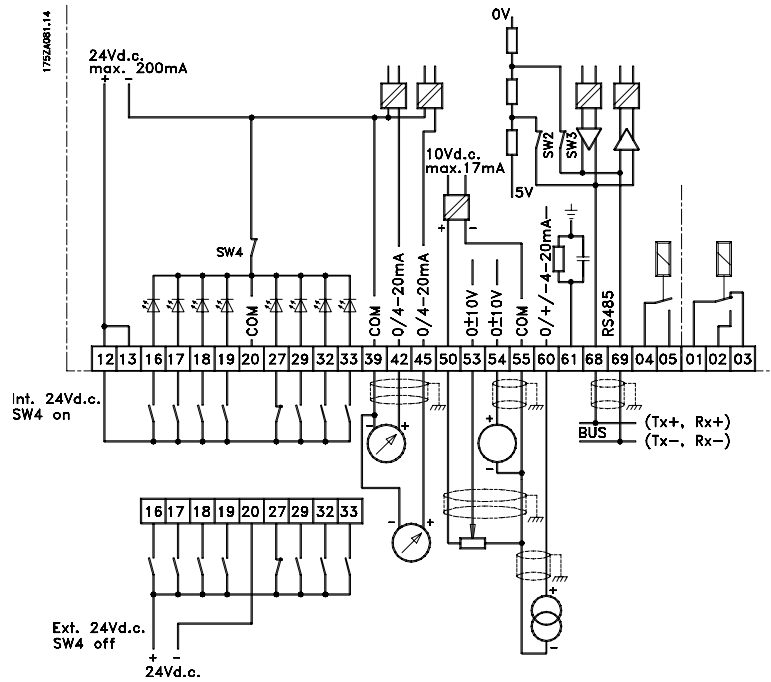 175ZA081.14
24Vd.c.
max. 200mA
+ -
0V
SW2
SW3
5V
10Vd.c.
max.17mA
+ -
SW4
COM
COM
0/4-20mA
0/4-20mA
0±10V
0±10V
COM
0/+/-4-20mA
RS485
12 13 16 17 18 19 20 27 29 32 33 39 42 45 50 53 54 55 60 61 68 69 04 05 01 02 03
Int. 24Vd.c.
SW4 on
- +
+
-
(Tx+, Rx+)
BUS
(Tx-, Rx-)
16 17 18 19 20 27 29 32 33
- +
Ext. 24Vd.c.
SW4 off
+ -
24Vd.c.
+
-